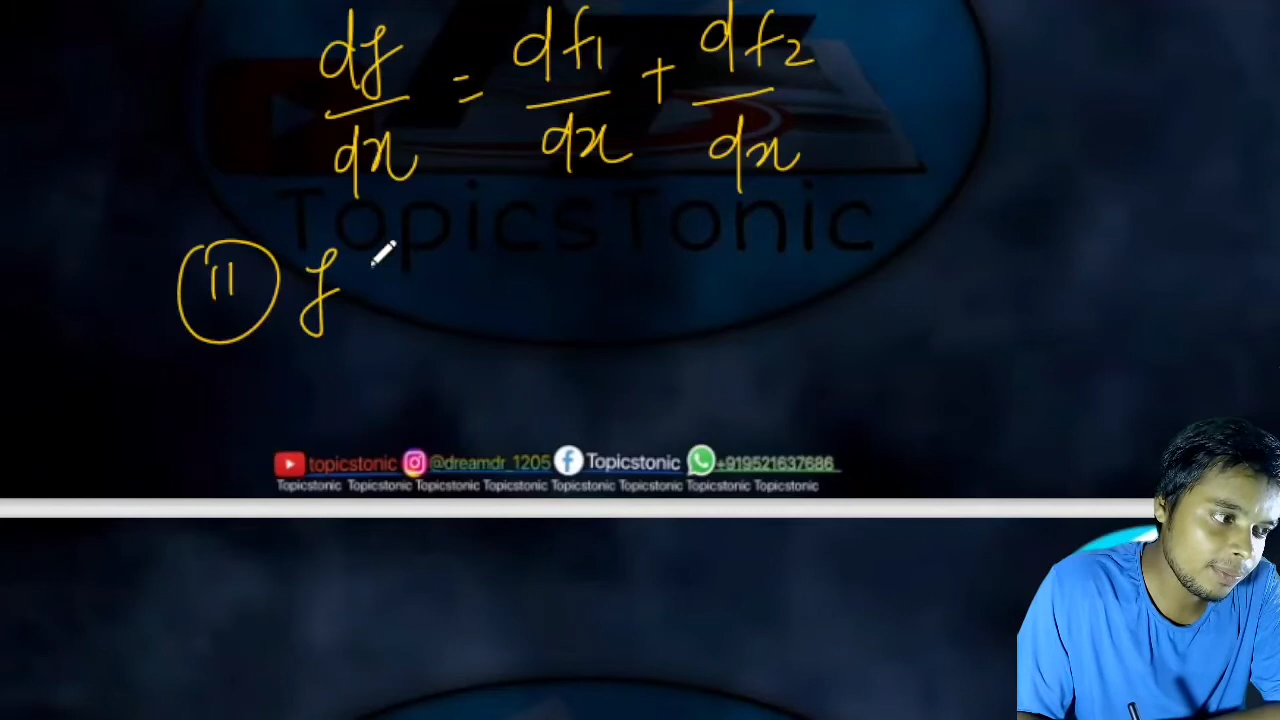 df/dx = df1/dx + df2/dx
TopicsTonic
11 f
topicstonic @dreamdr_1205 Topicstonic +919521637686
Topicstonic Topicstonic Topicstonic Topicstonic Topicstonic Topicstonic Topicstonic Topicstonic